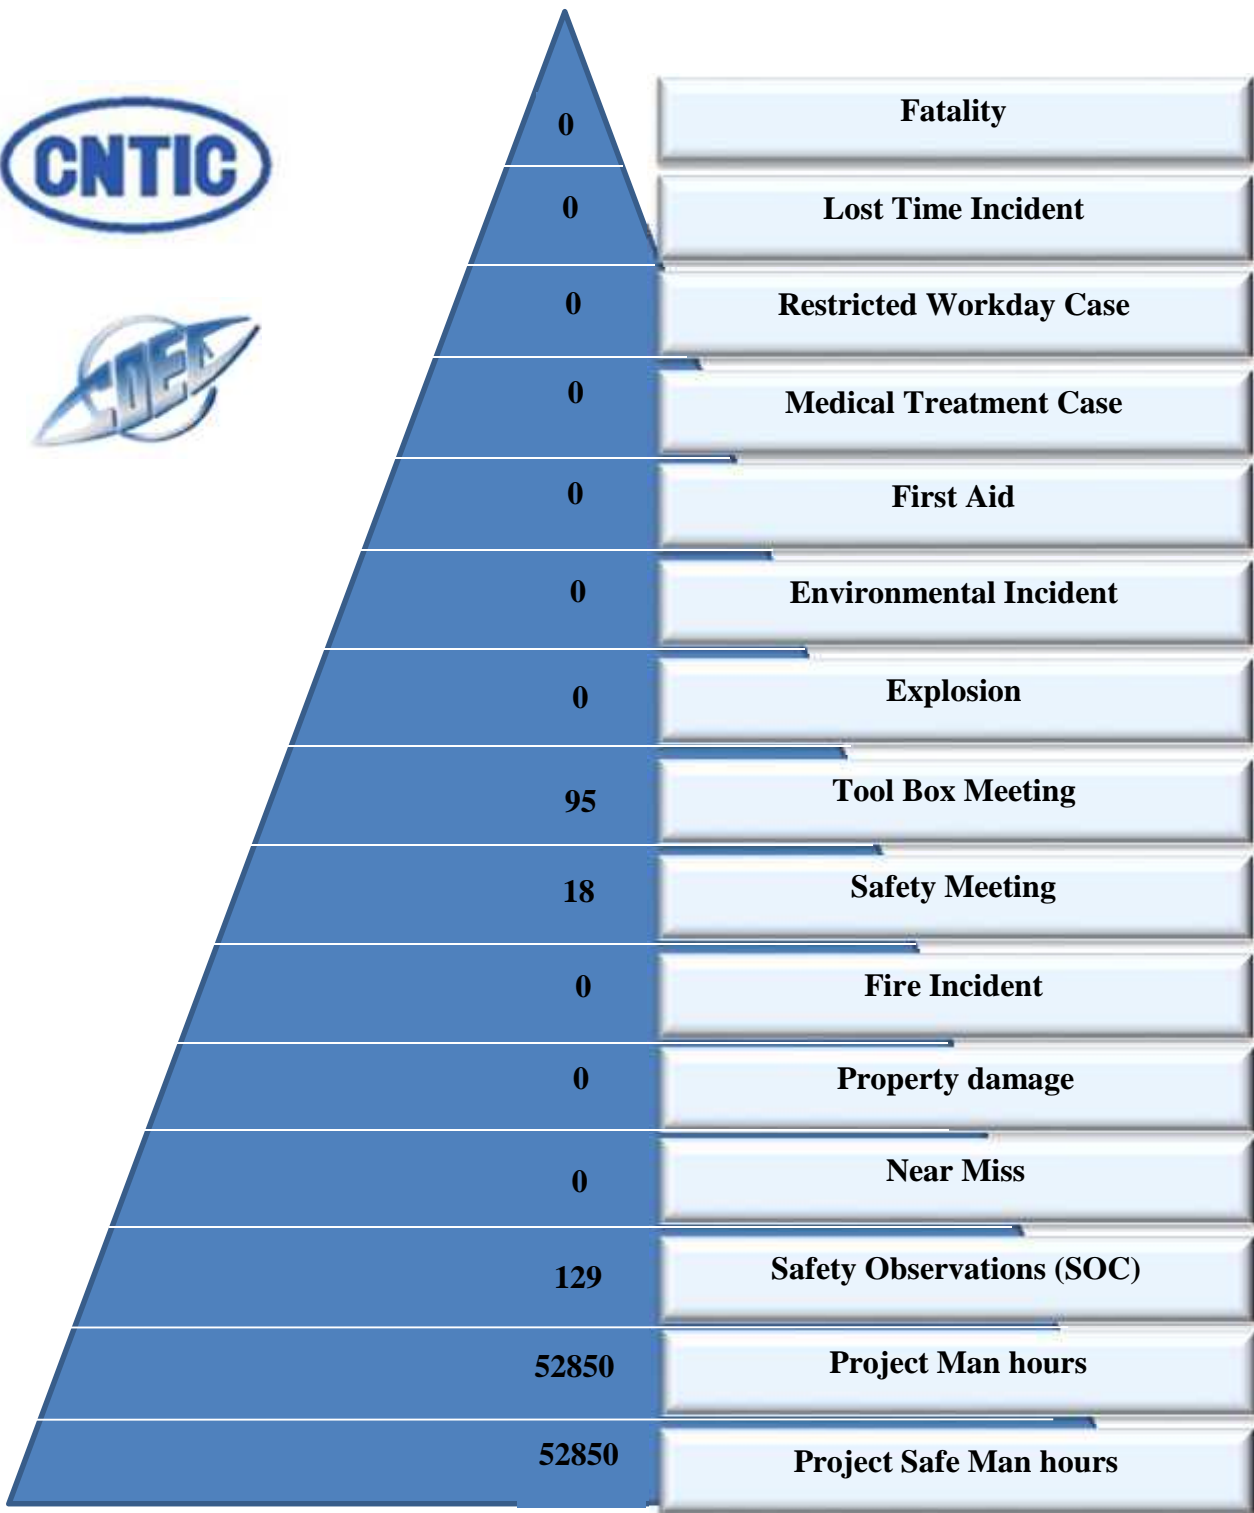 CNTIC
CDEC
0 Fatality
0 Lost Time Incident
0 Restricted Workday Case
0 Medical Treatment Case
0 First Aid
0 Environmental Incident
0 Explosion
95 Tool Box Meeting
18 Safety Meeting
0 Fire Incident
0 Property damage
0 Near Miss
129 Safety Observations (SOC)
52850 Project Man hours
52850 Project Safe Man hours